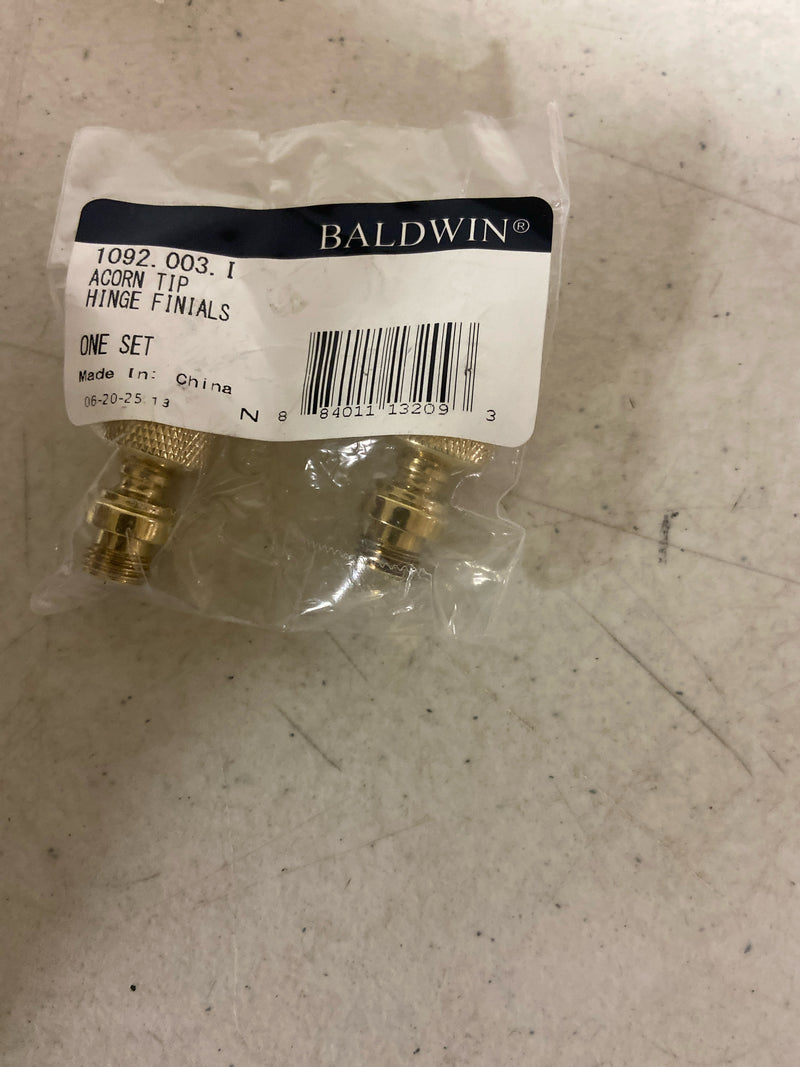 BALDWIN®
1092.003.I
ACORN TIP
HINGE FINIALS
ONE SET
Made In: China
06-20-25 13
N 8 84011 13209 3